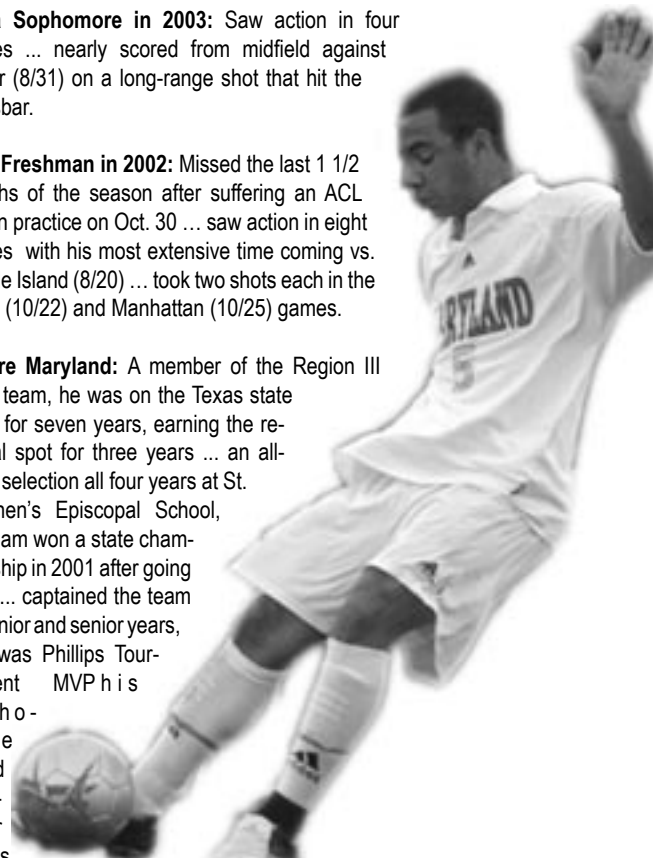 a Sophomore in 2003: Saw action in four
es ... nearly scored from midfield against
r (8/31) on a long-range shot that hit the
sbar.
Freshman in 2002: Missed the last 1 1/2
hs of the season after suffering an ACL
n practice on Oct. 30 … saw action in eight
es with his most extensive time coming vs.
e Island (8/20) … took two shots each in the
(10/22) and Manhattan (10/25) games.
re Maryland: A member of the Region III
team, he was on the Texas state
for seven years, earning the re-
al spot for three years ... an all-
selection all four years at St.
hen's Episcopal School,
am won a state cham-
ship in 2001 after going
... captained the team
nior and senior years,
was Phillips Tour-
ent MVP h i s
h o -
e
d
-
s
RYLAND
5